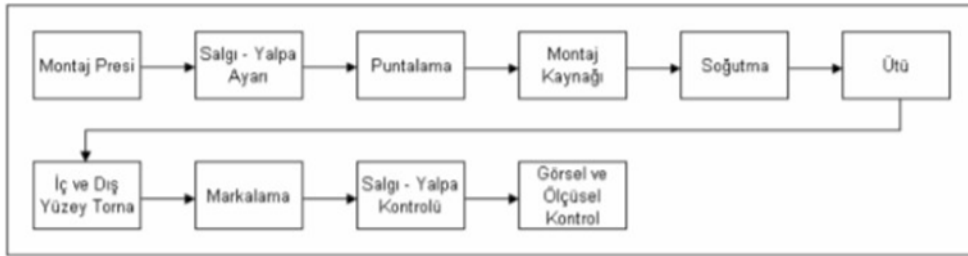 Montaj Presi
Salgı - Yalpa
Ayarı
Puntalama
Montaj
Kaynağı
Soğutma
Ütü
İç ve Dış
Yüzey Torna
Markalama
Salgı - Yalpa
Kontrolü
Görsel ve
Ölçüsel
Kontrol